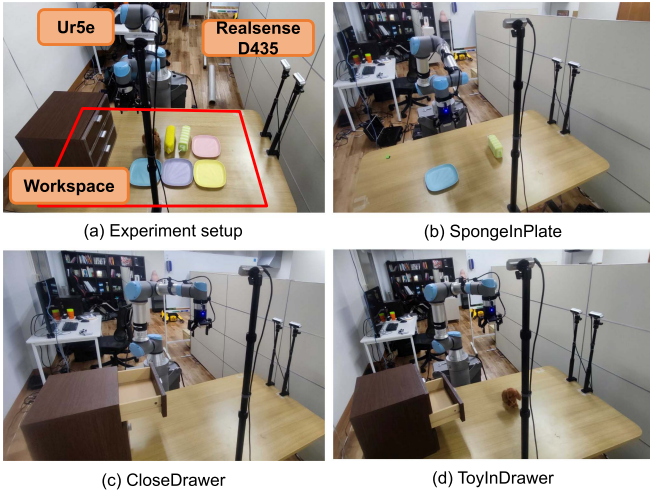 Ur5e
Realsense
D435
Workspace
(a) Experiment setup
(b) SpongeInPlate
(c) CloseDrawer
(d) ToyInDrawer